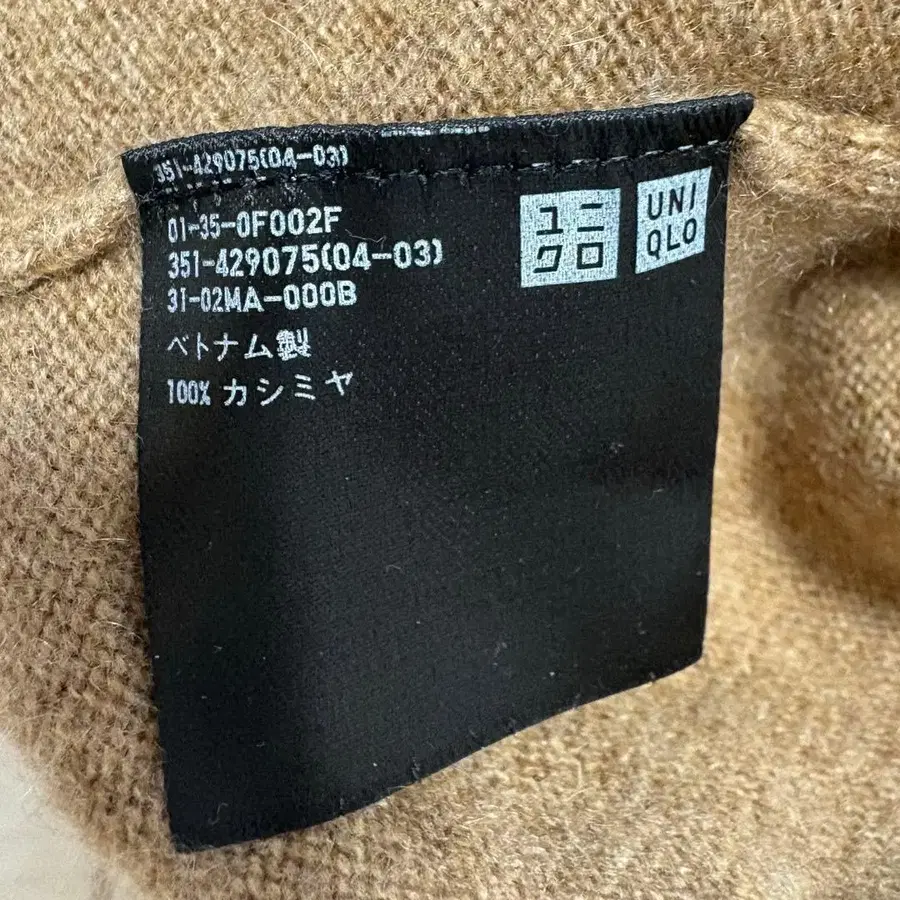 351-429075(04-03)
01-35-0F002F
351-429075(04-03)
31-02MA-000B
ベトナム製
100% カシミヤ
ユニ
クロ
UNI
QLO